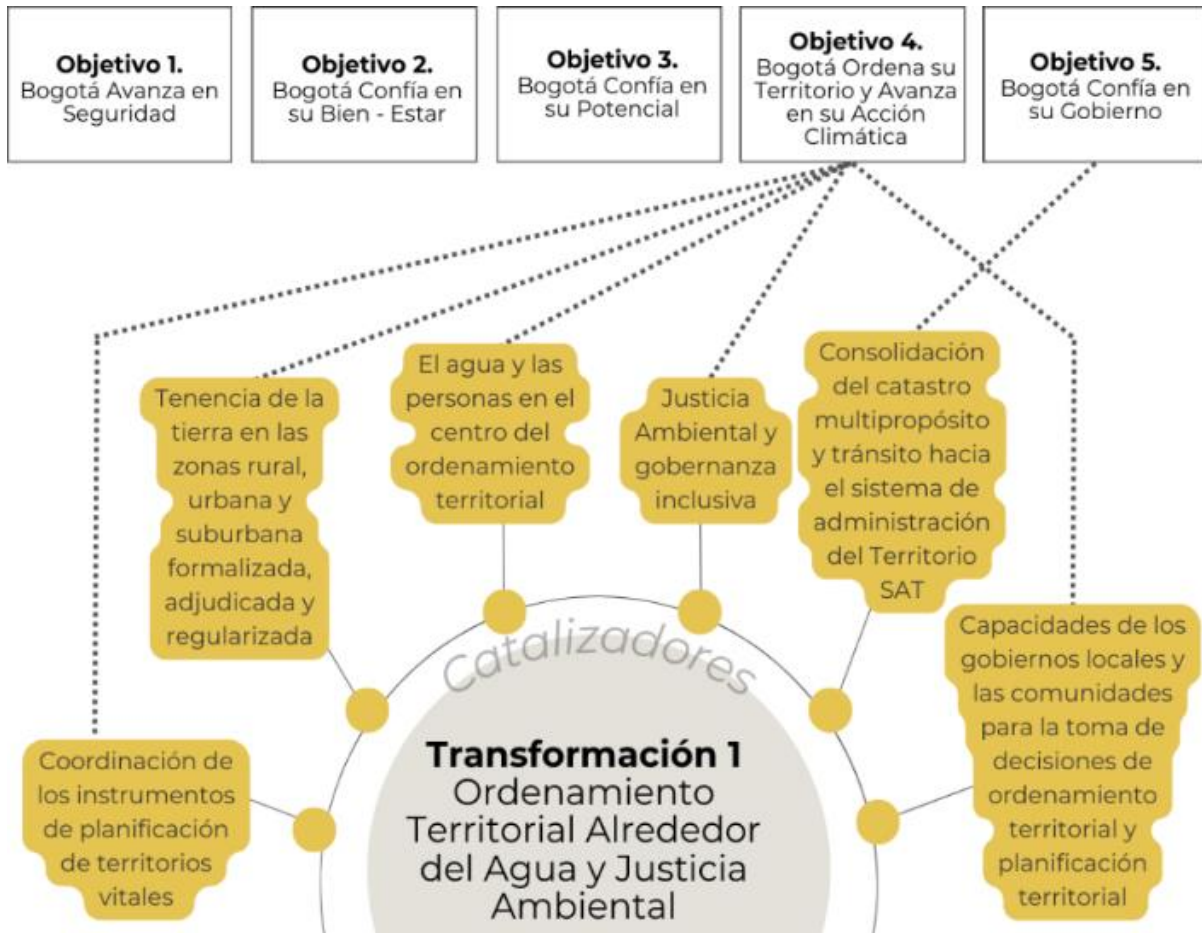 Objetivo 1.
Bogotá Avanza en
Seguridad
Objetivo 2.
Bogotá Confía en
su Bien - Estar
Objetivo 3.
Bogotá Confía en
su Potencial
Objetivo 4.
Bogotá Ordena su
Territorio y Avanza
en su Acción
Climática
Objetivo 5.
Bogotá Confía en
su Gobierno
Coordinación de
los instrumentos
de planificación
de territorios
vitales
Tenencia de la
tierra en las
zonas rural,
urbana y
suburbana
formalizada,
adjudicada y
regularizada
El agua y las
personas en el
centro del
ordenamiento
territorial
Justicia
Ambiental y
gobernanza
inclusiva
Consolidación
del catastro
multipropósito
y tránsito hacia
el sistema de
administración
del Territorio
SAT
Capacidades de los
gobiernos locales y
las comunidades
para la toma de
decisiones de
ordenamiento
territorial y
planificación
territorial
Catalizadores
Transformación 1
Ordenamiento
Territorial Alrededor
del Agua y Justicia
Ambiental